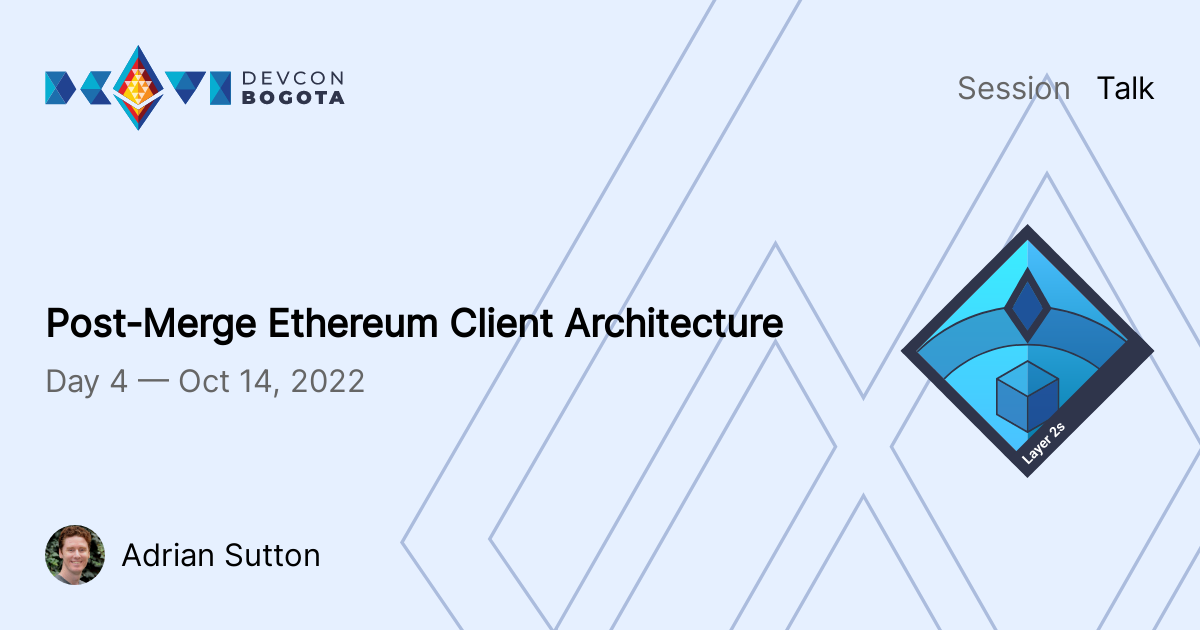 DEVCON
BOGOTA
Session Talk
Post-Merge Ethereum Client Architecture
Day 4 — Oct 14, 2022
Layer 2s
Adrian Sutton